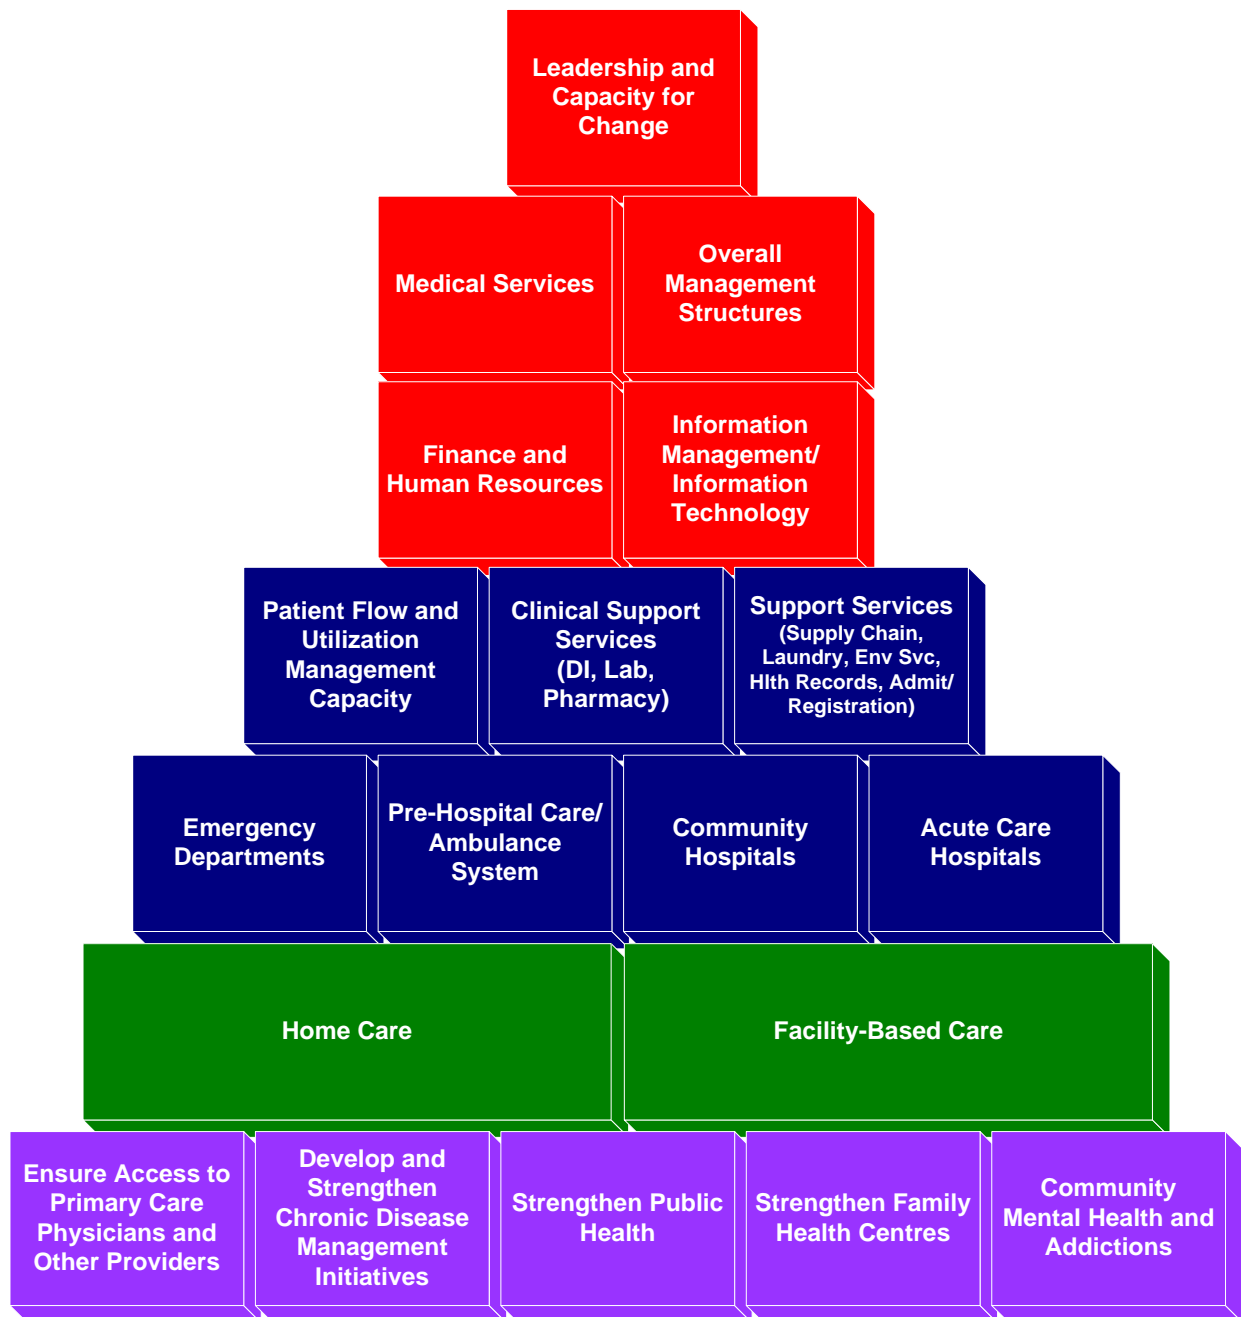 Leadership and
Capacity for
Change
Medical Services
Overall
Management
Structures
Finance and
Human Resources
Information
Management/
Information
Technology
Patient Flow and
Utilization
Management
Capacity
Clinical Support
Services
(DI, Lab,
Pharmacy)
Support Services
(Supply Chain,
Laundry, Env Svc,
Hlth Records, Admit/
Registration)
Emergency
Departments
Pre-Hospital Care/
Ambulance
System
Community
Hospitals
Acute Care
Hospitals
Home Care
Facility-Based Care
Ensure Access to
Primary Care
Physicians and
Other Providers
Develop and
Strengthen
Chronic Disease
Management
Initiatives
Strengthen Public
Health
Strengthen Family
Health Centres
Community
Mental Health and
Addictions